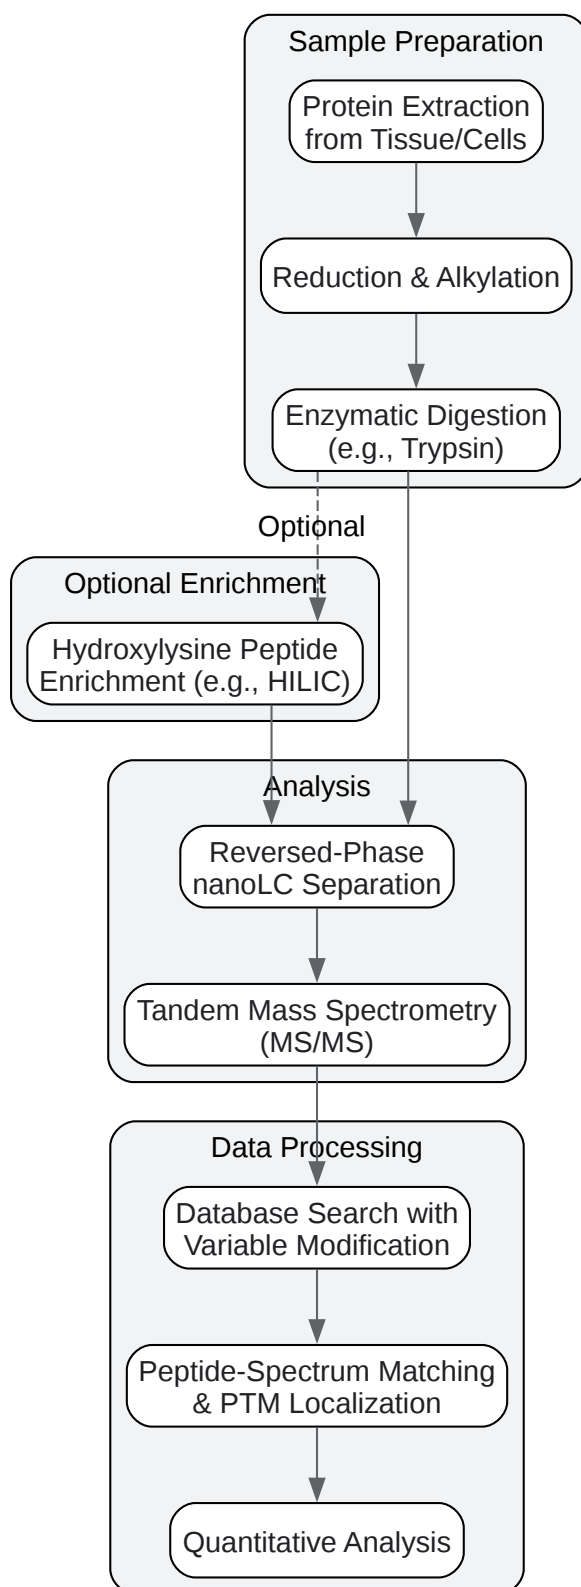 Sample Preparation
Protein Extraction
from Tissue/Cells
Reduction & Alkylation
Enzymatic Digestion
(e.g., Trypsin)
Optional
Optional Enrichment
Hydroxylysine Peptide
Enrichment (e.g., HILIC)
Analysis
Reversed-Phase
nanoLC Separation
Tandem Mass Spectrometry
(MS/MS)
Data Processing
Database Search with
Variable Modification
Peptide-Spectrum Matching
& PTM Localization
Quantitative Analysis